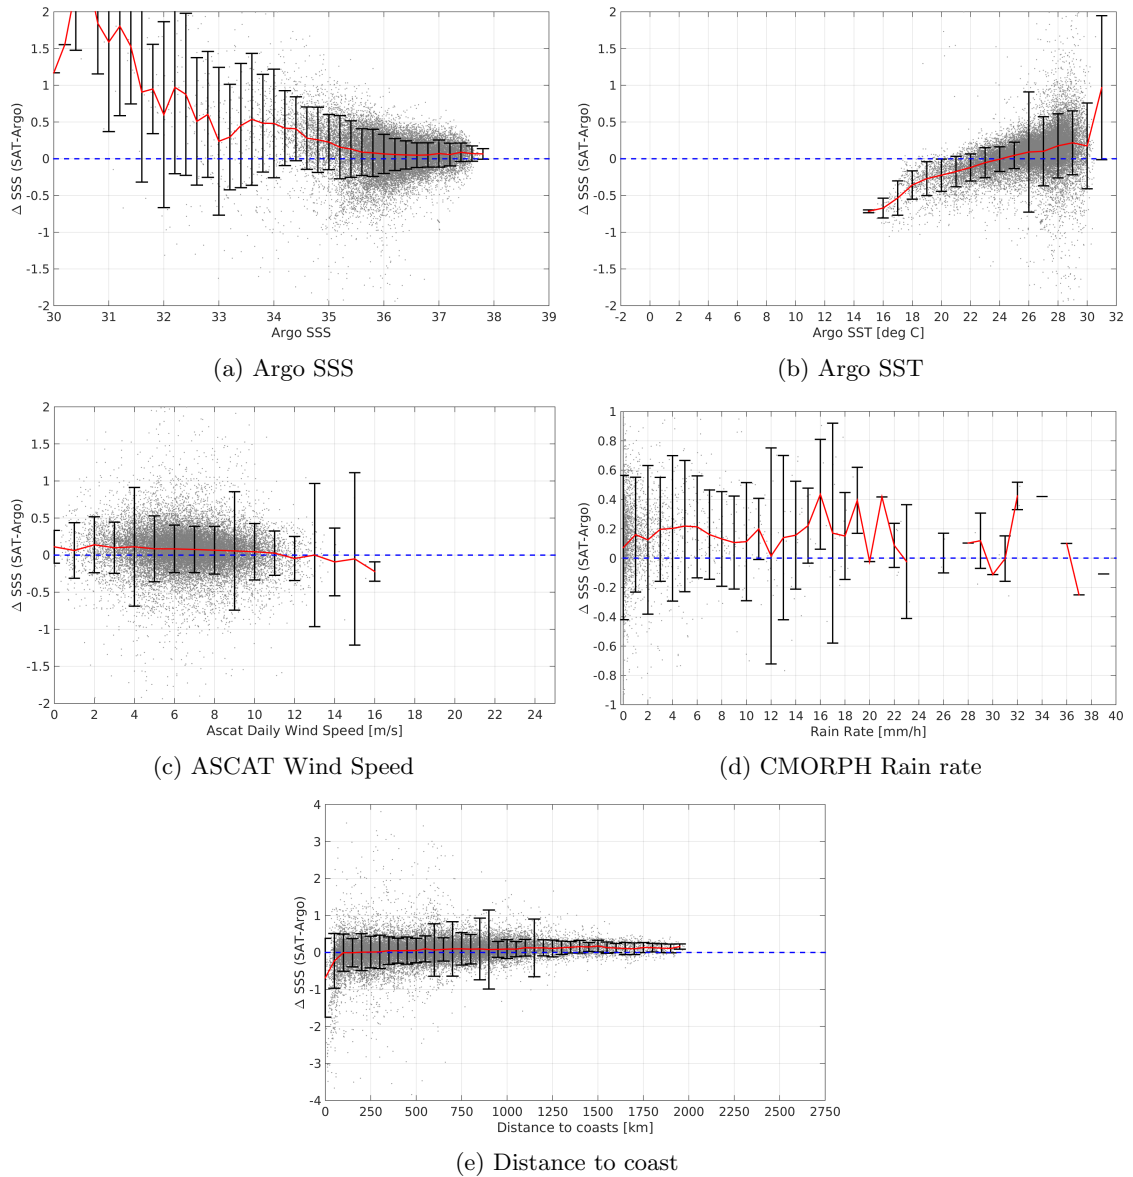 2
1.5
1
0.5
0
-0.5
-1
-1.5
-2
30 31 32 33 34 35 36 37 38 39
Δ SSS (SAT-Argo)
Argo SSS
(a) Argo SSS
2
1.5
1
0.5
0
-0.5
-1
-1.5
-2
-2 0 2 4 6 8 10 12 14 16 18 20 22 24 26 28 30 32
Δ SSS (SAT-Argo)
Argo SST [deg C]
(b) Argo SST
2
1.5
1
0.5
0
-0.5
-1
-1.5
-2
0 2 4 6 8 10 12 14 16 18 20 22 24
Δ SSS (SAT-Argo)
Ascat Daily Wind Speed [m/s]
(c) ASCAT Wind Speed
1
0.8
0.6
0.4
0.2
0
-0.2
-0.4
-0.6
-0.8
-1
0 2 4 6 8 10 12 14 16 18 20 22 24 26 28 30 32 34 36 38 40
Δ SSS (SAT-Argo)
Rain Rate [mm/h]
(d) CMORPH Rain rate
4
3
2
1
0
-1
-2
-3
-4
0 250 500 750 1000 1250 1500 1750 2000 2250 2500 2750
Δ SSS (SAT-Argo)
Distance to coasts [km]
(e) Distance to coast